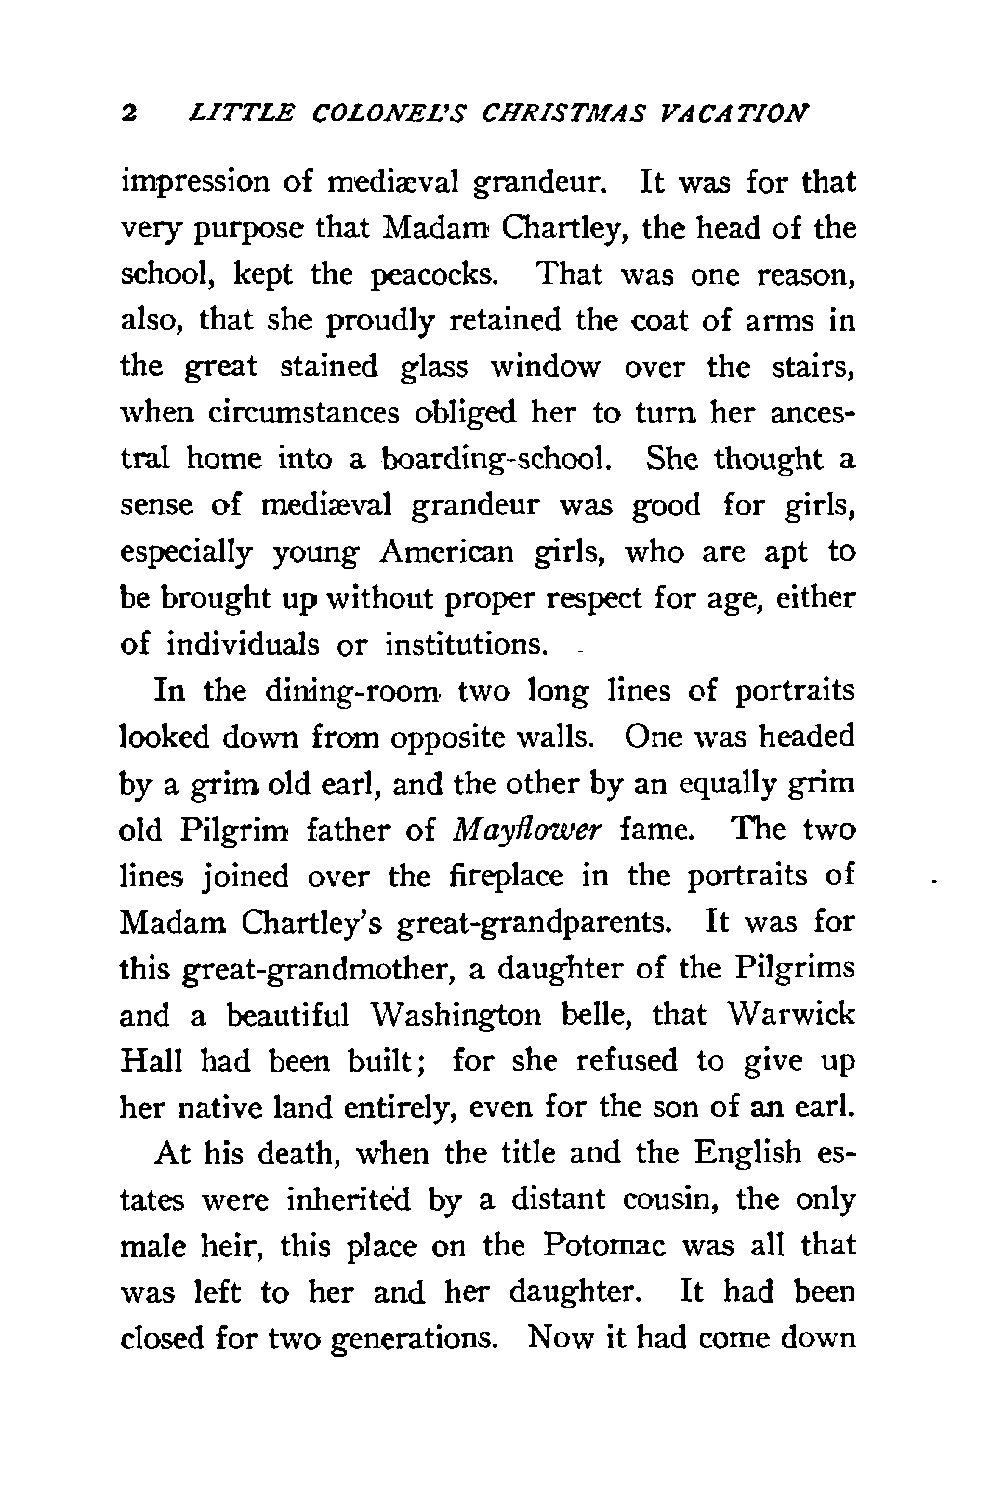 2 LITTLE COLONEL'S CHRISTMAS VACATION
impression of mediæval grandeur. It was for that
very purpose that Madam Chartley, the head of the
school, kept the peacocks. That was one reason,
also, that she proudly retained the coat of arms in
the great stained glass window over the stairs,
when circumstances obliged her to turn her ances-
tral home into a boarding-school. She thought a
sense of mediæval grandeur was good for girls,
especially young American girls, who are apt to
be brought up without proper respect for age, either
of individuals or institutions.
In the dining-room two long lines of portraits
looked down from opposite walls. One was headed
by a grim old earl, and the other by an equally grim
old Pilgrim father of Mayflower fame. The two
lines joined over the fireplace in the portraits of
Madam Chartley's great-grandparents. It was for
this great-grandmother, a daughter of the Pilgrims
and a beautiful Washington belle, that Warwick
Hall had been built; for she refused to give up
her native land entirely, even for the son of an earl.
At his death, when the title and the English es-
tates were inherited by a distant cousin, the only
male heir, this place on the Potomac was all that
was left to her and her daughter. It had been
closed for two generations. Now it had come down